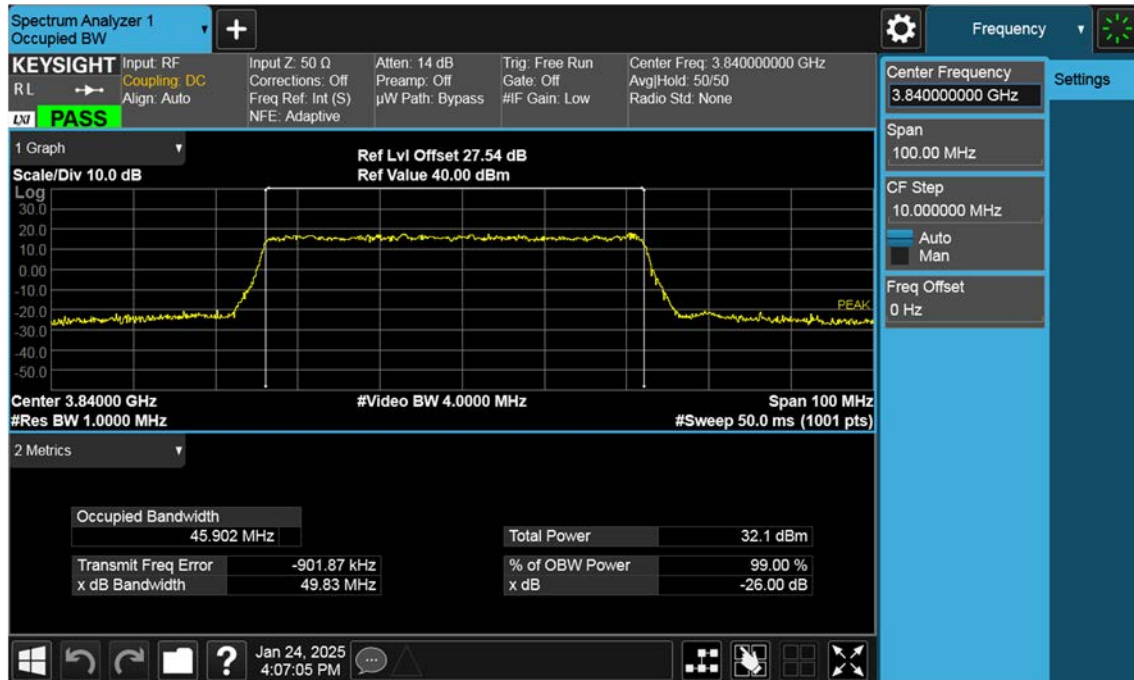 Spectrum Analyzer 1
Occupied BW
+
Frequency
KEYSIGHT
R L
LXI PASS
Input: RF
Coupling: DC
Align: Auto
Input Z: 50 Ω
Corrections: Off
Freq Ref: Int (S)
NFE: Adaptive
Atten: 14 dB
Preamp: Off
µW Path: Bypass
Trig: Free Run
Gate: Off
#IF Gain: Low
Center Freq: 3.840000000 GHz
Avg|Hold: 50/50
Radio Std: None
1 Graph
Scale/Div 10.0 dB
Ref Lvl Offset 27.54 dB
Ref Value 40.00 dBm
Log
30.0
20.0
10.0
0.00
-10.0
-20.0
-30.0
-40.0
-50.0
PEAK
Center 3.84000 GHz
#Res BW 1.0000 MHz
#Video BW 4.0000 MHz
Span 100 MHz
#Sweep 50.0 ms (1001 pts)
2 Metrics
Occupied Bandwidth
45.902 MHz
Transmit Freq Error -901.87 kHz
x dB Bandwidth 49.83 MHz
Total Power 32.1 dBm
% of OBW Power 99.00 %
x dB -26.00 dB
Center Frequency
3.840000000 GHz
Span
100.00 MHz
CF Step
10.000000 MHz
Auto
Man
Freq Offset
0 Hz
Settings
?
Jan 24, 2025
4:07:05 PM